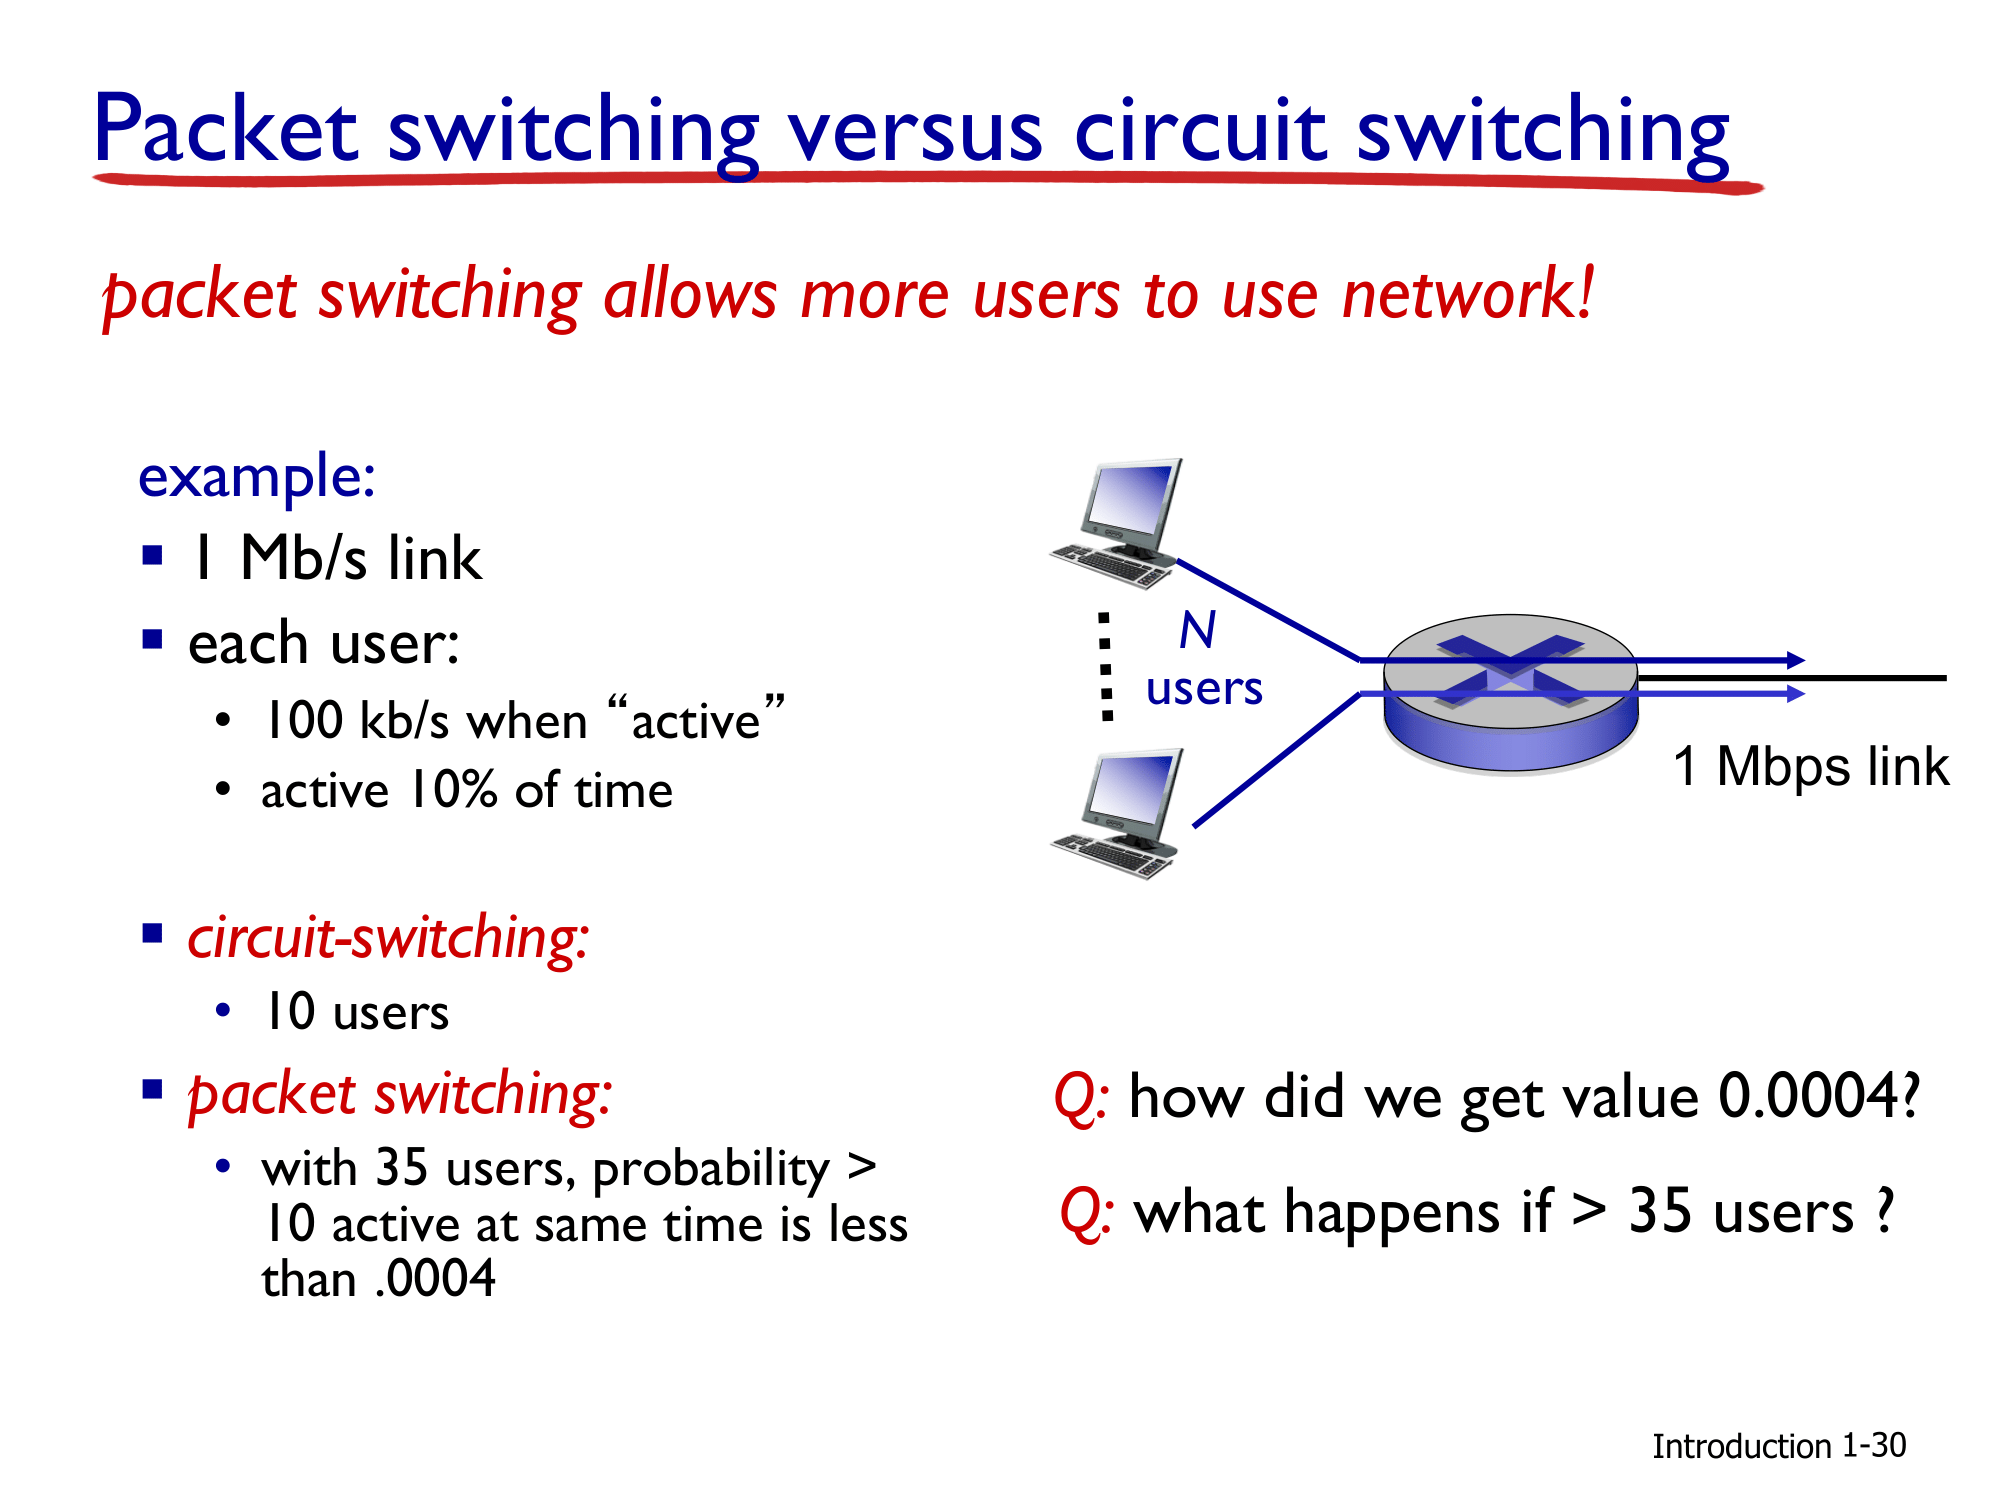 Packet switching versus circuit switching
packet switching allows more users to use network!
example:
▪ 1 Mb/s link
▪ each user:
• 100 kb/s when “active”
• active 10% of time
▪ circuit-switching:
• 10 users
▪ packet switching:
• with 35 users, probability >
10 active at same time is less
than .0004
N
users
1 Mbps link
Q: how did we get value 0.0004?
Q: what happens if > 35 users ?
Introduction 1-30